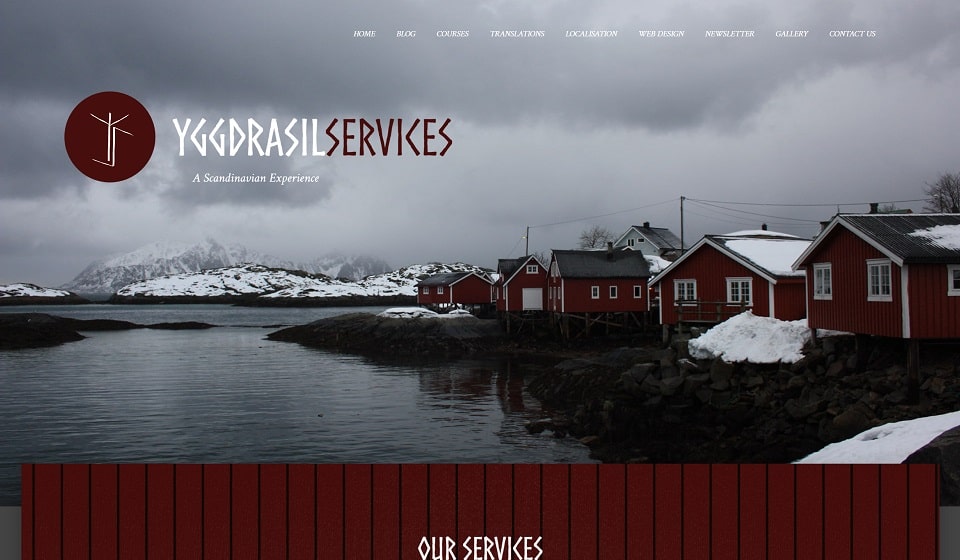 HOME BLOG COURSES TRANSLATIONS LOCALISATION WEB DESIGN NEWSLETTER GALLERY CONTACT US
YGGDRASILSERVICES
A Scandinavian Experience
OUR SERVICES